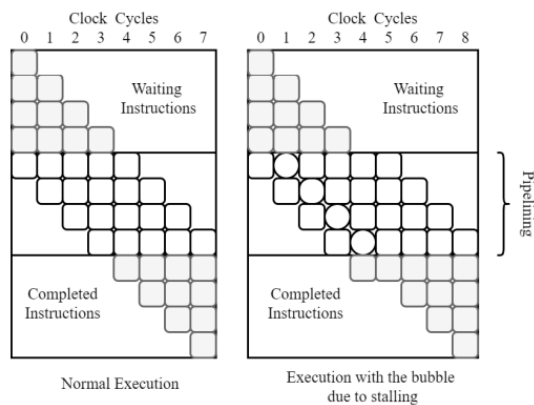 Clock Cycles
0 1 2 3 4 5 6 7
Waiting
Instructions
Completed
Instructions
Normal Execution
Clock Cycles
0 1 2 3 4 5 6 7 8
Waiting
Instructions
Pipelining
Completed
Instructions
Execution with the bubble
due to stalling